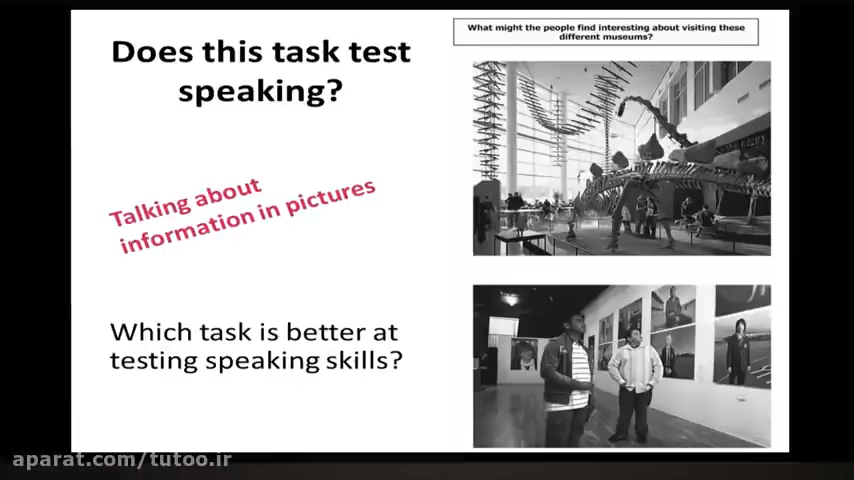 Does this task test
speaking?
Talking about
information in pictures
Which task is better at
testing speaking skills?
What might the people find interesting about visiting these
different museums?
aparat.com/tutoo.ir